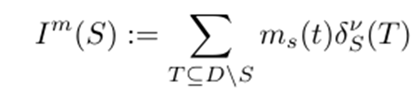 I^m(S) := \sum_{T \subseteq D \setminus S} m_s(t) \delta_S^\nu(T)